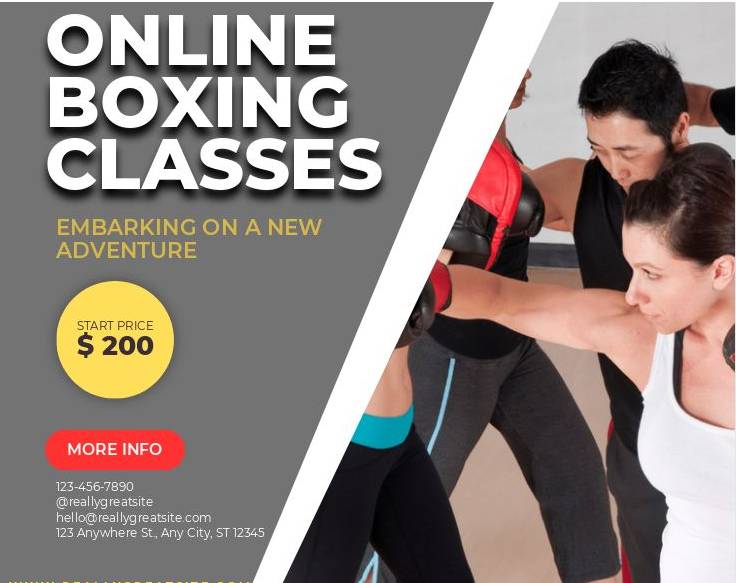 ONLINE
BOXING
CLASSES
EMBARKING ON A NEW
ADVENTURE
START PRICE
$ 200
MORE INFO
123-456-7890
@reallygreatsite
hello@reallygreatsite.com
123 Anywhere St., Any City, ST 12345